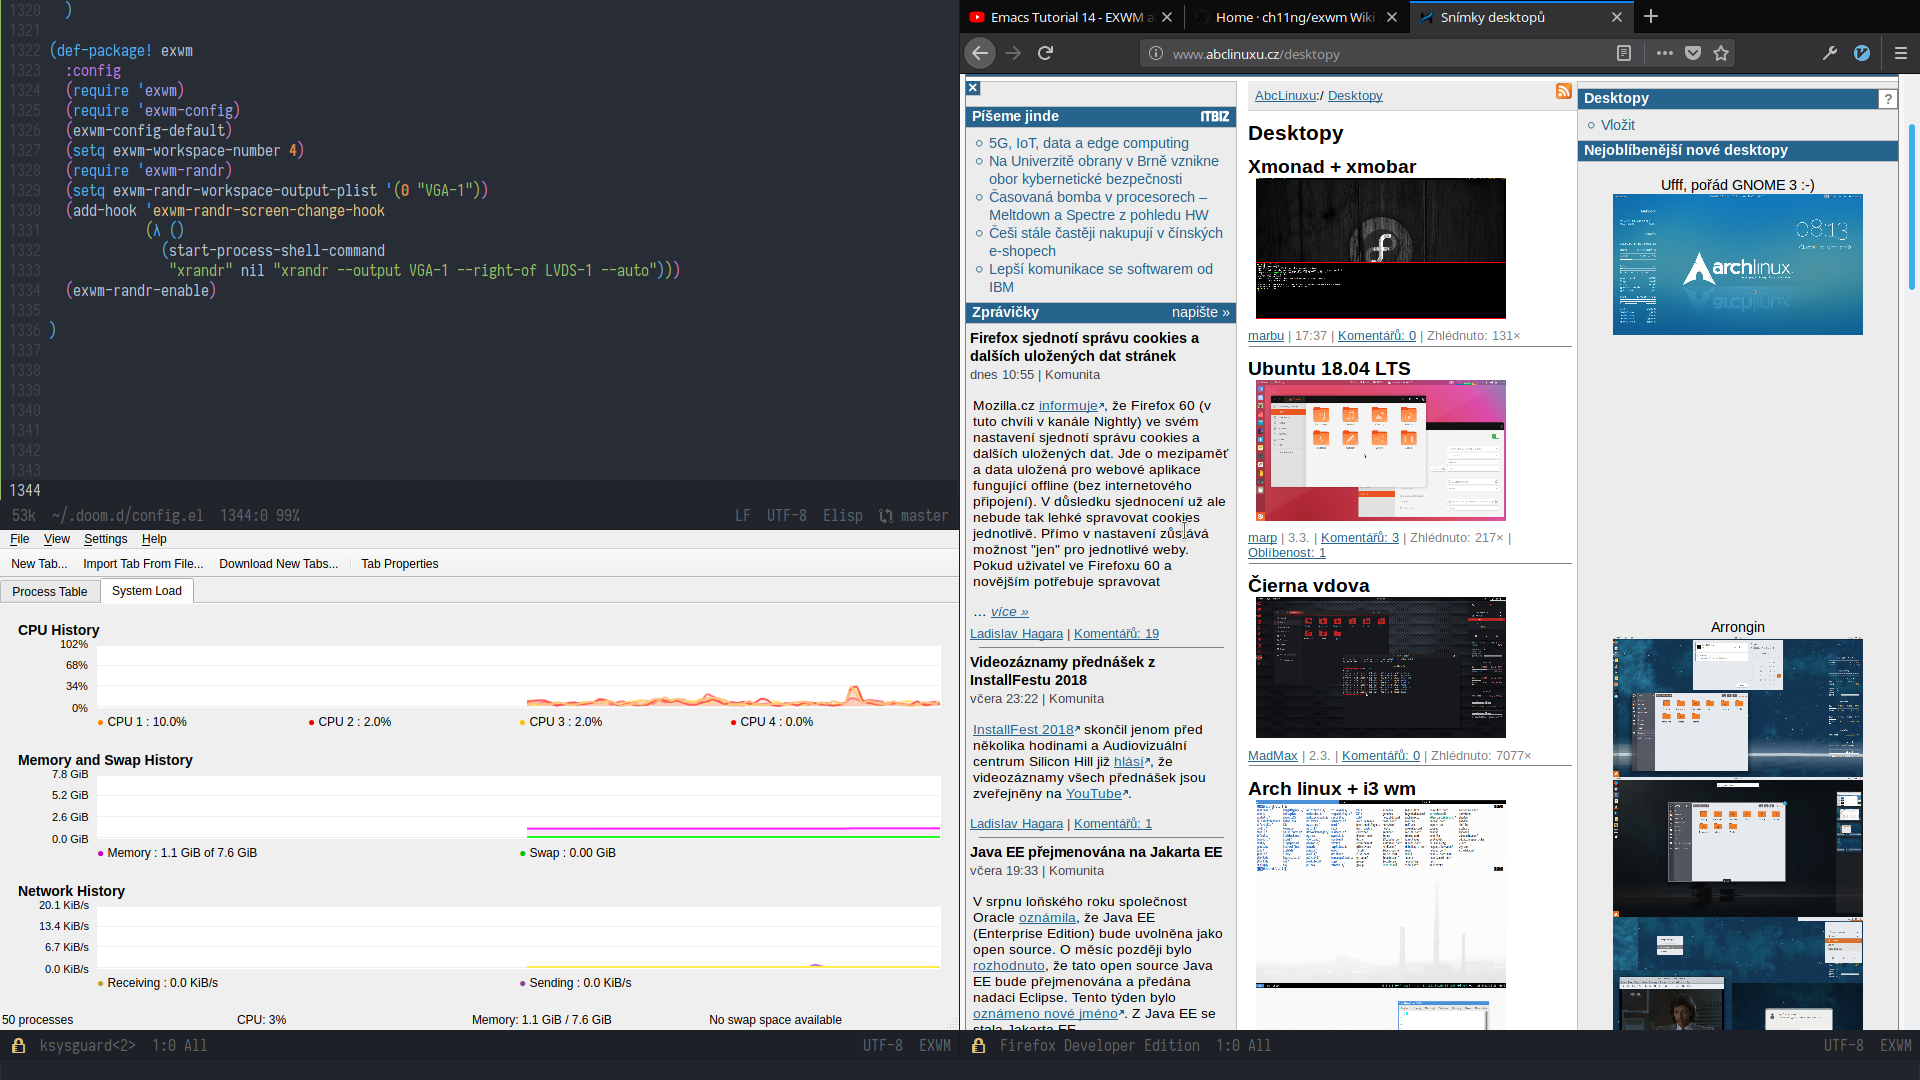 1320 )
1321
1322 (def-package! exwm
1323 :config
1324 (require 'exwm)
1325 (require 'exwm-config)
1326 (exwm-config-default)
1327 (setq exwm-workspace-number 4)
1328 (require 'exwm-randr)
1329 (setq exwm-randr-workspace-output-plist '(0 "VGA-1"))
1330 (add-hook 'exwm-randr-screen-change-hook
1331 (λ ()
1332 (start-process-shell-command
1333 "xrandr" nil "xrandr --output VGA-1 --right-of LVDS-1 --auto")))
1334 (exwm-randr-enable)
1335
1336 )
1337
1338
1339
1340
1341
1342
1343
1344
53k ~/.doom.d/config.el 1344:0 99% LF UTF-8 Elisp master
File View Settings Help
New Tab... Import Tab From File... Download New Tabs... Tab Properties
Process Table System Load
CPU History
102%
68%
34%
0%
CPU 1 : 10.0% CPU 2 : 2.0% CPU 3 : 2.0% CPU 4 : 0.0%
Memory and Swap History
7.8 GiB
5.2 GiB
2.6 GiB
0.0 GiB
Memory : 1.1 GiB of 7.6 GiB Swap : 0.00 GiB
Network History
20.1 KiB/s
13.4 KiB/s
6.7 KiB/s
0.0 KiB/s
Receiving : 0.0 KiB/s Sending : 0.0 KiB/s
50 processes CPU: 3% Memory: 1.1 GiB / 7.6 GiB No swap space available
ksysguard<2> 1:0 All UTF-8 EXWM
Emacs Tutorial 14 - EXWM a Home · ch11ng/exwm Wiki Snímky desktopů
www.abclinuxu.cz/desktopy
Píšeme jinde ITBIZ
5G, IoT, data a edge computing
Na Univerzitě obrany v Brně vznikne
obor kybernetické bezpečnosti
Časovaná bomba v procesorech –
Meltdown a Spectre z pohledu HW
Češi stále častěji nakupují v čínských
e-shopech
Lepší komunikace se softwarem od
IBM
Zprávičky napište »
Firefox sjednotí správu cookies a
dalších uložených dat stránek
dnes 10:55 | Komunita
Mozilla.cz informuje, že Firefox 60 (v
tuto chvíli v kanále Nightly) ve svém
nastavení sjednotí správu cookies a
dalších uložených dat. Jde o mezipaměť
a data uložená pro webové aplikace
fungující offline (bez internetového
připojení). V důsledku sjednocení už ale
nebude tak lehké spravovat cookies
jednotlivě. Přímo v nastavení zůstává
možnost "jen" pro jednotlivé weby.
Pokud uživatel ve Firefoxu 60 a
novějším potřebuje spravovat
… více »
Ladislav Hagara | Komentářů: 19
Videozáznamy přednášek z
InstallFestu 2018
včera 23:22 | Komunita
InstallFest 2018 skončil jenom před
několika hodinami a Audiovizuální
centrum Silicon Hill již hlásí, že
videozáznamy všech přednášek jsou
zveřejněny na YouTube.
Ladislav Hagara | Komentářů: 1
Java EE přejmenována na Jakarta EE
včera 19:33 | Komunita
V srpnu loňského roku společnost
Oracle oznámila, že Java EE
(Enterprise Edition) bude uvolněna jako
open source. O měsíc později bylo
rozhodnuto, že tato open source Java
EE bude přejmenována a předána
nadaci Eclipse. Tento týden bylo
oznámeno nové jméno. Z Java EE se
stala Jakarta EE
AbcLinuxu:/ Desktopy
Desktopy
Xmonad + xmobar
marbu | 17:37 | Komentářů: 0 | Zhlédnuto: 131×
Ubuntu 18.04 LTS
marp | 3.3. | Komentářů: 3 | Zhlédnuto: 217× |
Oblíbenost: 1
Čierna vdova
MadMax | 2.3. | Komentářů: 0 | Zhlédnuto: 7077×
Arch linux + i3 wm
Desktopy ?
Vložit
Nejoblíbenější nové desktopy
Ufff, pořád GNOME 3 :-)
08:13
archlinux
Arrongin
Firefox Developer Edition 1:0 All UTF-8 EXWM